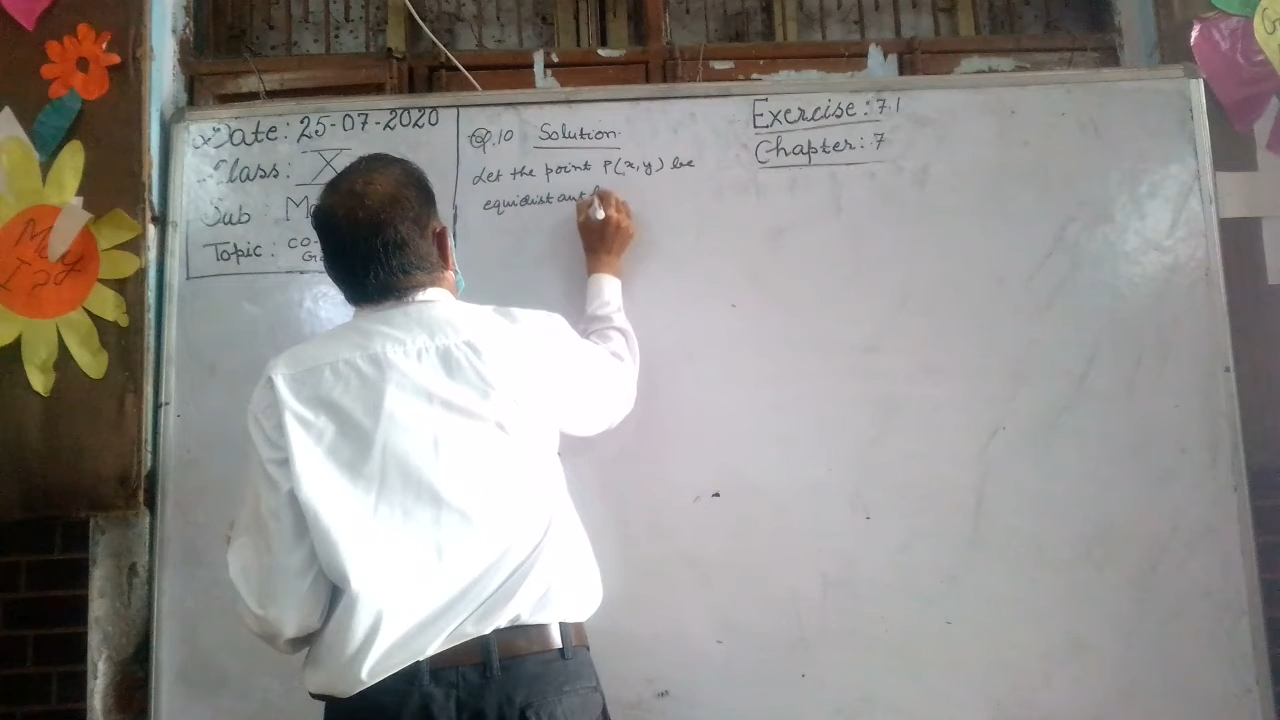 Date: 25-07-2020
Class: X
Sub :
Topic: CO-
Q.10 Solution
Let the point P(x,y) be
equidistant
Exercise: 7.1
Chapter: 7